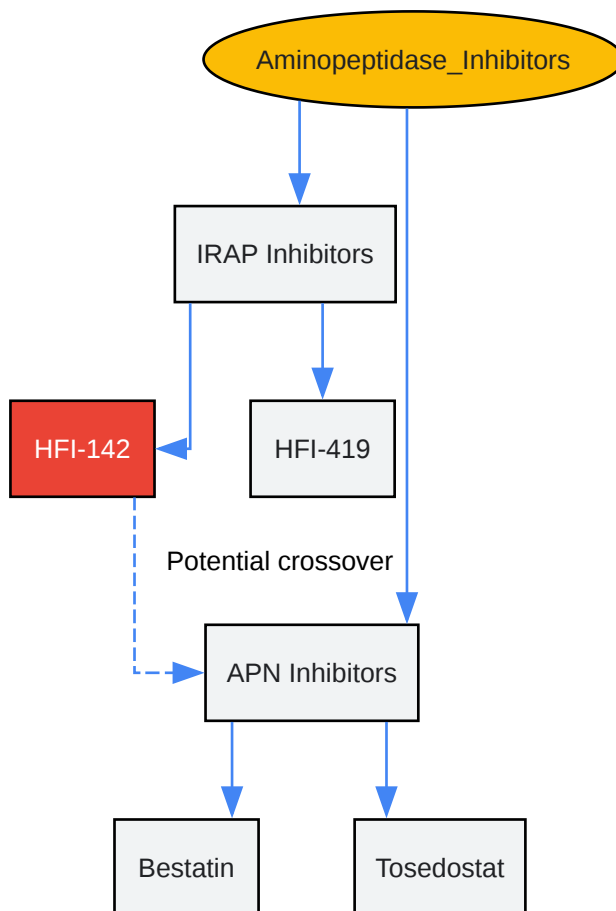 Aminopeptidase_Inhibitors
IRAP Inhibitors
HFI-142
HFI-419
Potential crossover
APN Inhibitors
Bestatin
Tosedostat